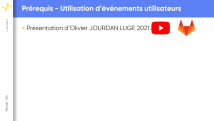 Prérequis - Utilisation d'événements utilisateurs
• Présentation d'Olivier JOURDAN LUGE 2021